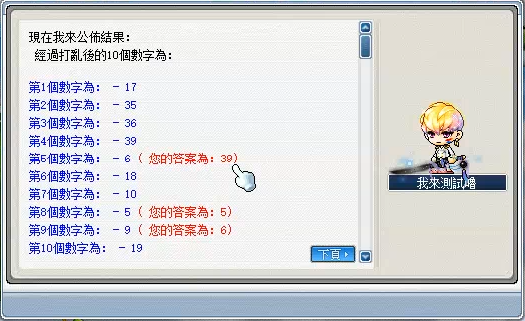 現在我來公佈結果:
經過打亂後的10個數字為:
第1個數字為: - 17
第2個數字為: - 35
第3個數字為: - 36
第4個數字為: - 39
第5個數字為: - 6 ( 您的答案為: 39)
第6個數字為: - 18
第7個數字為: - 10
第8個數字為: - 5 ( 您的答案為: 5)
第9個數字為: - 9 ( 您的答案為: 6)
第10個數字為: - 19
下頁
我來測試嚕